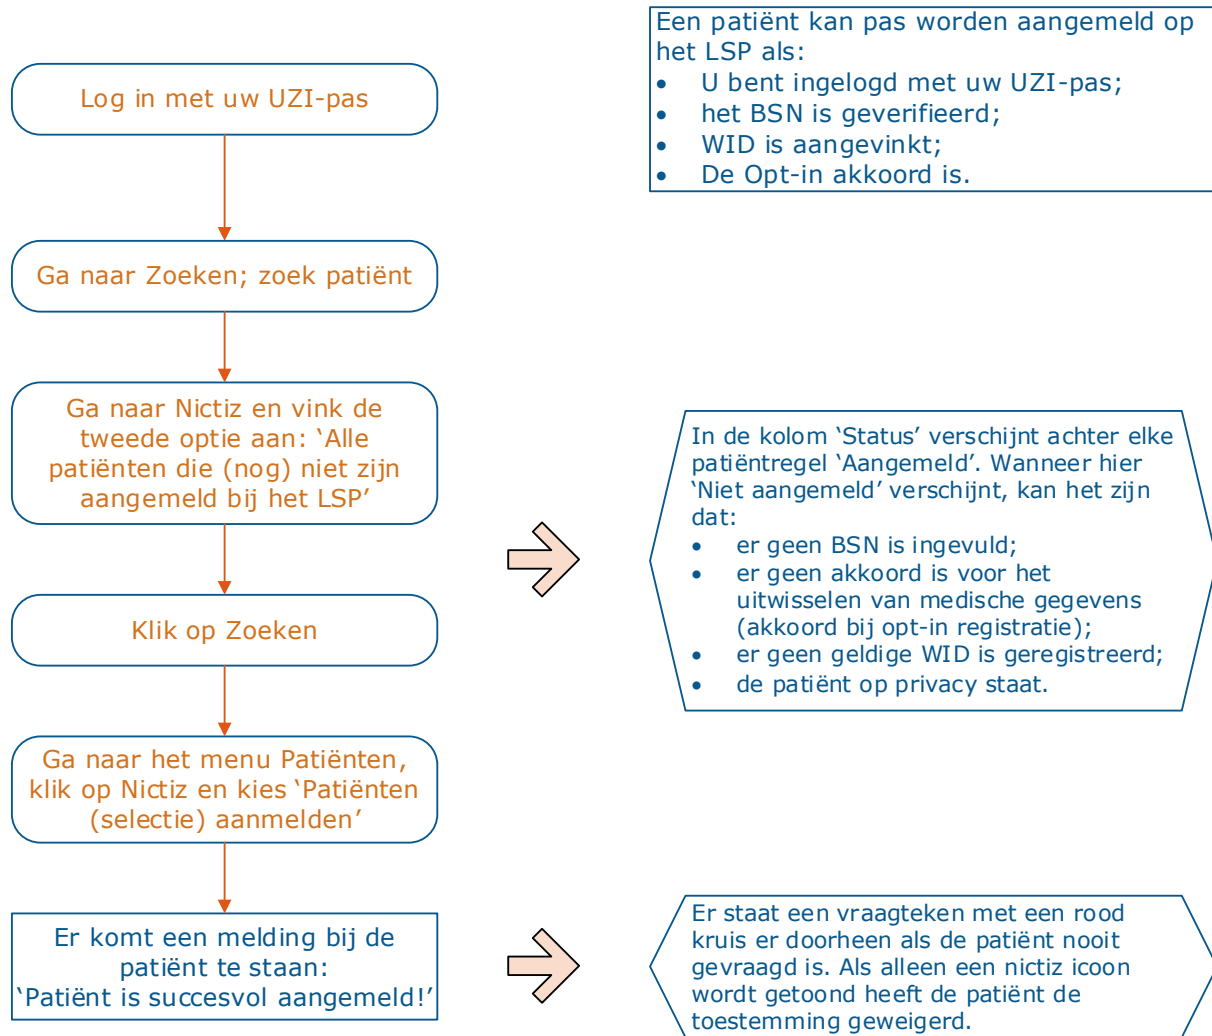 Log in met uw UZI-pas
Een patiënt kan pas worden aangemeld op
het LSP als:
• U bent ingelogd met uw UZI-pas;
• het BSN is geverifieerd;
• WID is aangevinkt;
• De Opt-in akkoord is.
Ga naar Zoeken; zoek patiënt
Ga naar Nictiz en vink de
tweede optie aan: ‘Alle
patiënten die (nog) niet zijn
aangemeld bij het LSP’
In de kolom ‘Status’ verschijnt achter elke
patiëntregel ‘Aangemeld’. Wanneer hier
‘Niet aangemeld’ verschijnt, kan het zijn
dat:
• er geen BSN is ingevuld;
• er geen akkoord is voor het
uitwisselen van medische gegevens
(akkoord bij opt-in registratie);
• er geen geldige WID is geregistreerd;
• de patiënt op privacy staat.
Klik op Zoeken
Ga naar het menu Patiënten,
klik op Nictiz en kies ‘Patiënten
(selectie) aanmelden’
Er komt een melding bij de
patiënt te staan:
‘Patiënt is succesvol aangemeld!’
Er staat een vraagteken met een rood
kruis er doorheen als de patiënt nooit
gevraagd is. Als alleen een nictiz icoon
wordt getoond heeft de patiënt de
toestemming geweigerd.